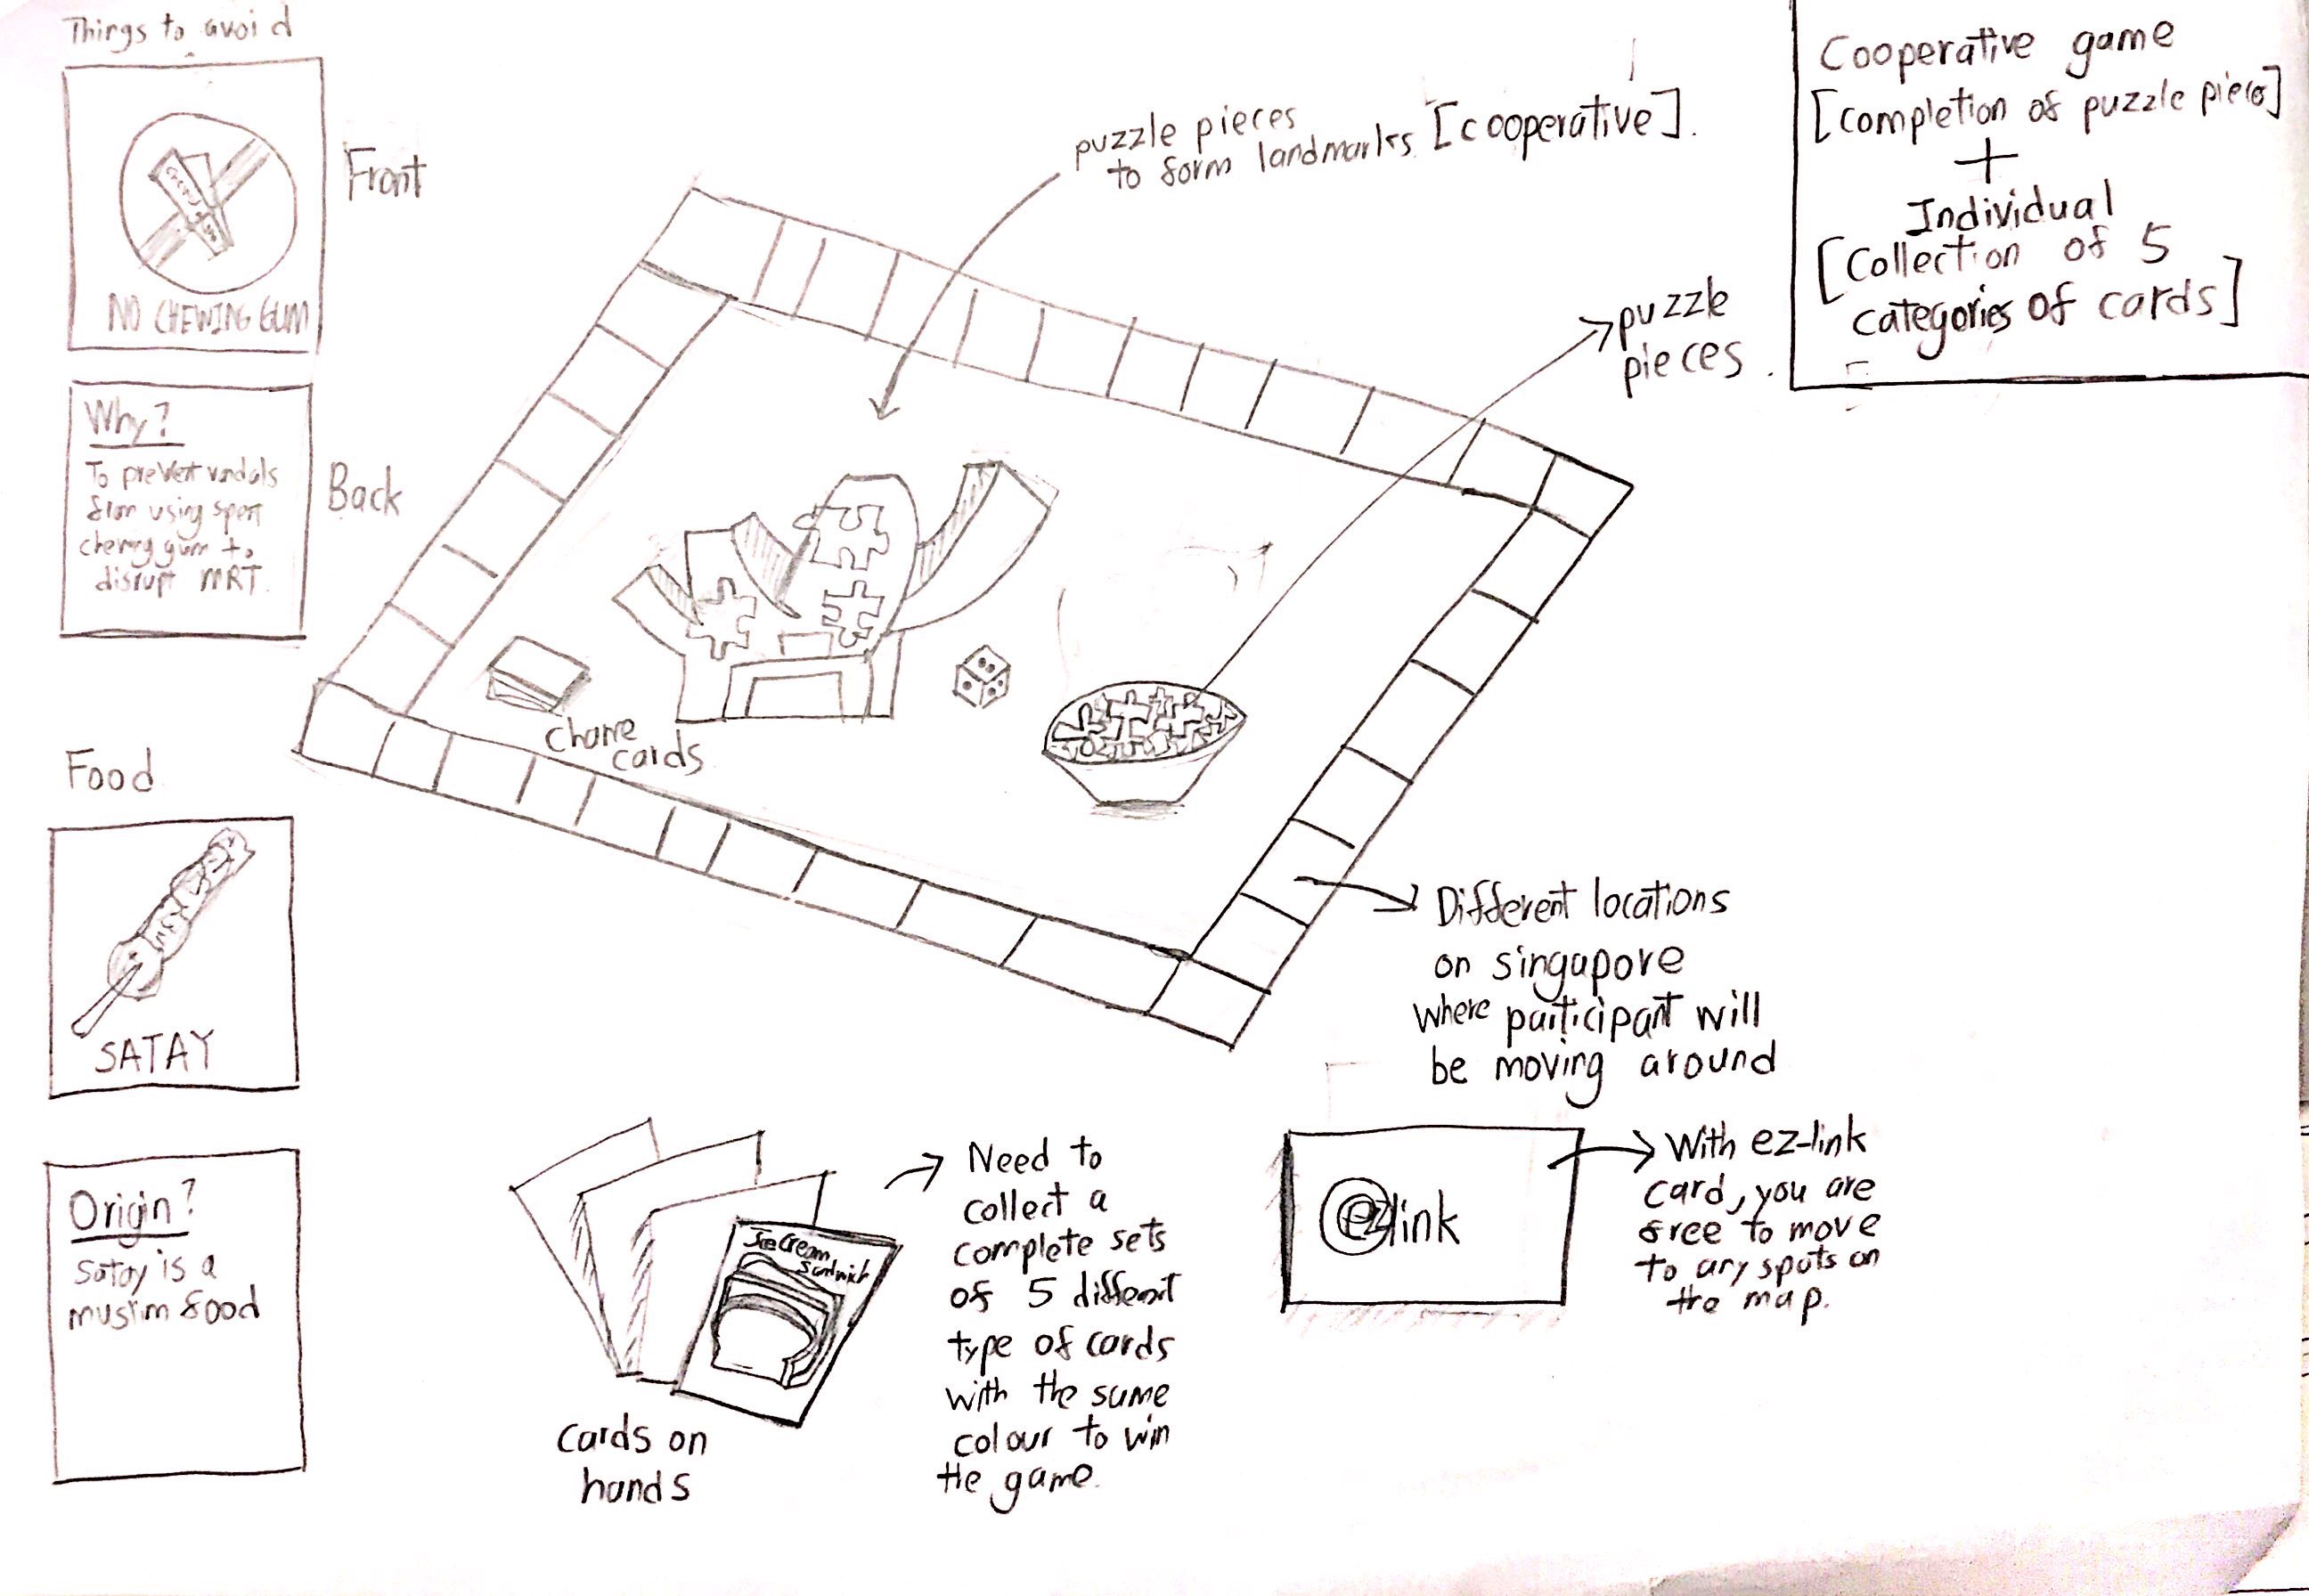 Things to avoid
NO CHEWING GUM
Front
Why?
To prevent vandals
from using spent
chewing gum to
disrupt MRT.
Back
Food
SATAY
Origin?
Satay is a
muslim food
puzzle pieces
to form landmarks [cooperative].
puzzle
pieces.
Cooperative game
[completion of puzzle piece]
+
Individual
[Collection of 5
categories of cards]
cards
Different locations
on singapore
where participant will
be moving around
Ice Cream
Sandwich
cards on
hands
Need to
collect a
complete sets
of 5 different
type of cards
with the same
colour to win
the game.
ezlink
With ez-link
card, you are
free to move
to any spots on
the map.